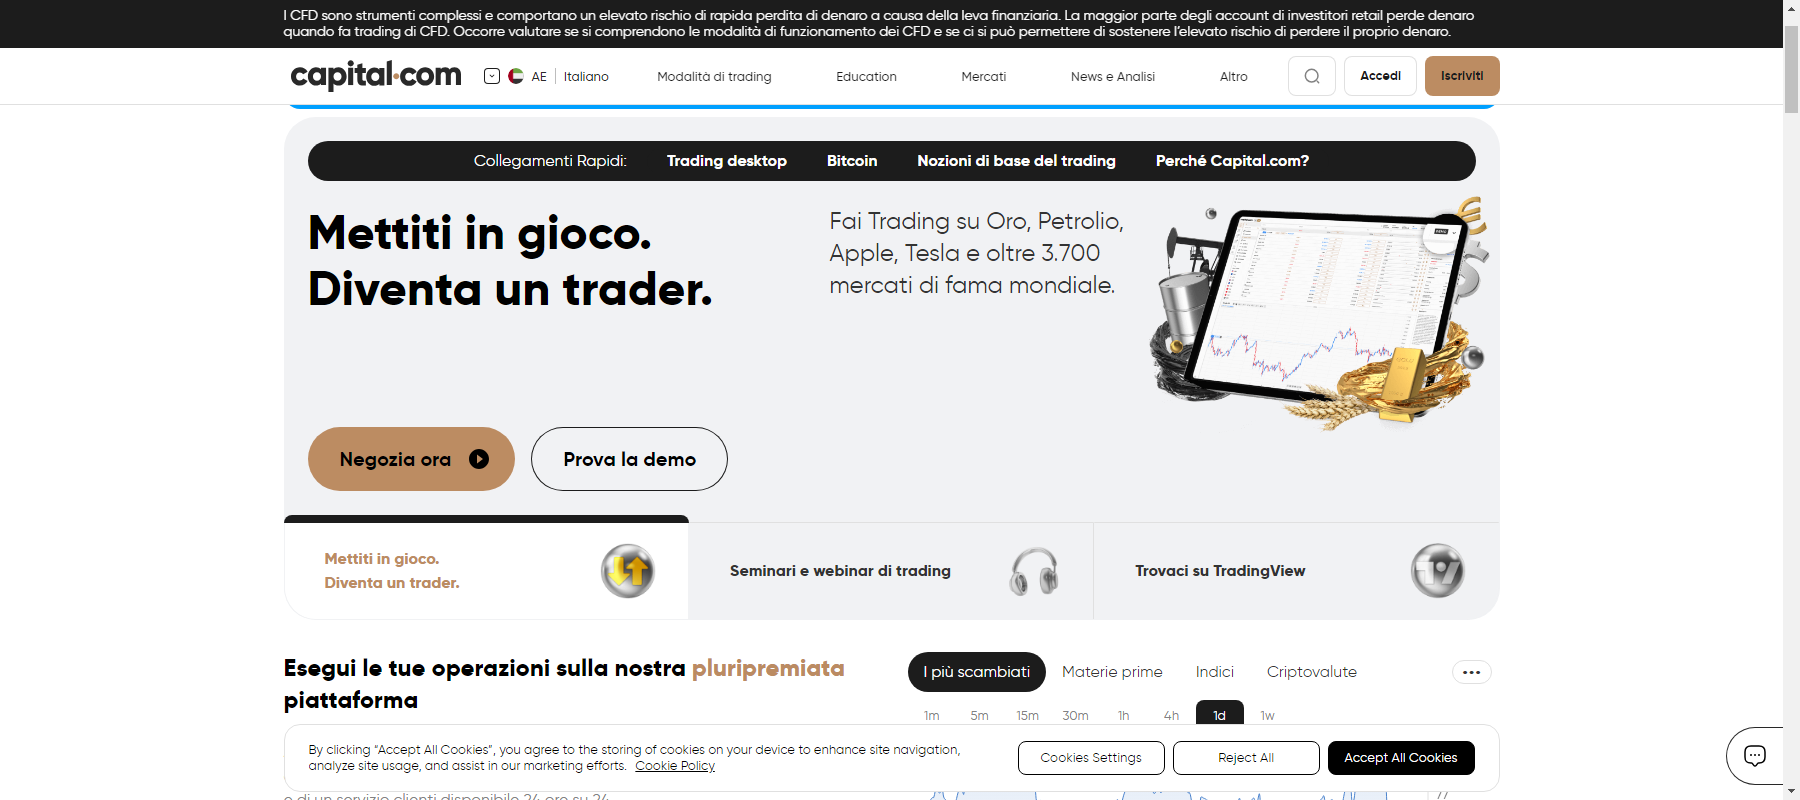 I CFD sono strumenti complessi e comportano un elevato rischio di rapida perdita di denaro a causa della leva finanziaria. La maggior parte degli account di investitori retail perde denaro
quando fa trading di CFD. Occorre valutare se si comprendono le modalità di funzionamento dei CFD e se ci si può permettere di sostenere l'elevato rischio di perdere il proprio denaro.
capital.com AE Italiano Modalità di trading Education Mercati News e Analisi Altro Accedi Iscriviti
Collegamenti Rapidi: Trading desktop Bitcoin Nozioni di base del trading Perché Capital.com?
Mettiti in gioco.
Diventa un trader.
Fai Trading su Oro, Petrolio,
Apple, Tesla e oltre 3.700
mercati di fama mondiale.
Negozia ora Prova la demo
Mettiti in gioco.
Diventa un trader.
Seminari e webinar di trading
Trovaci su TradingView
Esegui le tue operazioni sulla nostra pluripremiata
piattaforma
I più scambiati Materie prime Indici Criptovalute
1m 5m 15m 30m 1h 4h 1d 1w
By clicking “Accept All Cookies”, you agree to the storing of cookies on your device to enhance site navigation,
analyze site usage, and assist in our marketing efforts. Cookie Policy
Cookies Settings Reject All Accept All Cookies
e di un servizio clienti disponibile 24 ore su 24